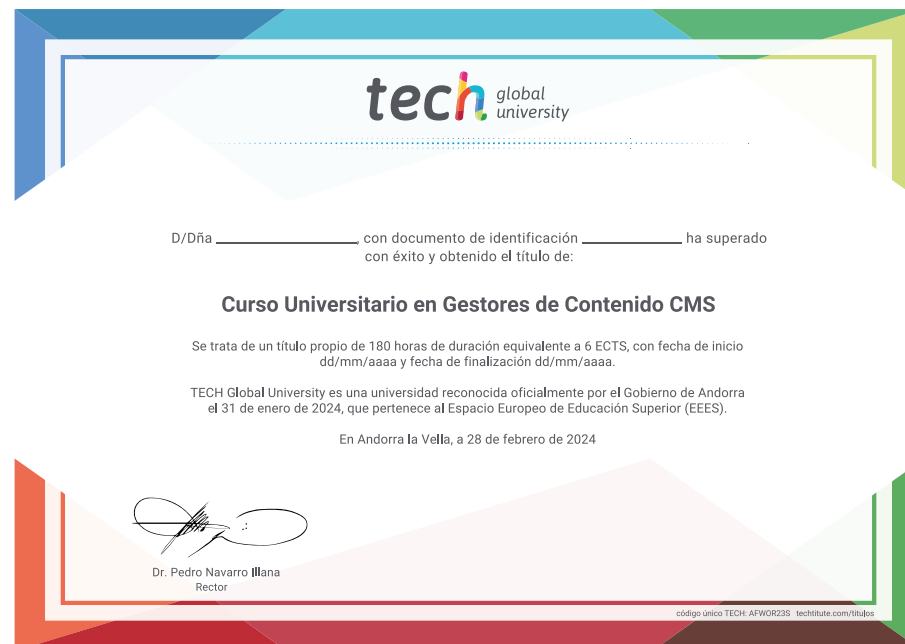 tech global university
D/Dña ____________________, con documento de identificación ______________ ha superado
con éxito y obtenido el título de:
Curso Universitario en Gestores de Contenido CMS
Se trata de un título propio de 180 horas de duración equivalente a 6 ECTS, con fecha de inicio
dd/mm/aaaa y fecha de finalización dd/mm/aaaa.
TECH Global University es una universidad reconocida oficialmente por el Gobierno de Andorra
el 31 de enero de 2024, que pertenece al Espacio Europeo de Educación Superior (EEES).
En Andorra la Vella, a 28 de febrero de 2024
Dr. Pedro Navarro Illana
Rector
código único TECH: AFWOR23S techtitute.com/titulos